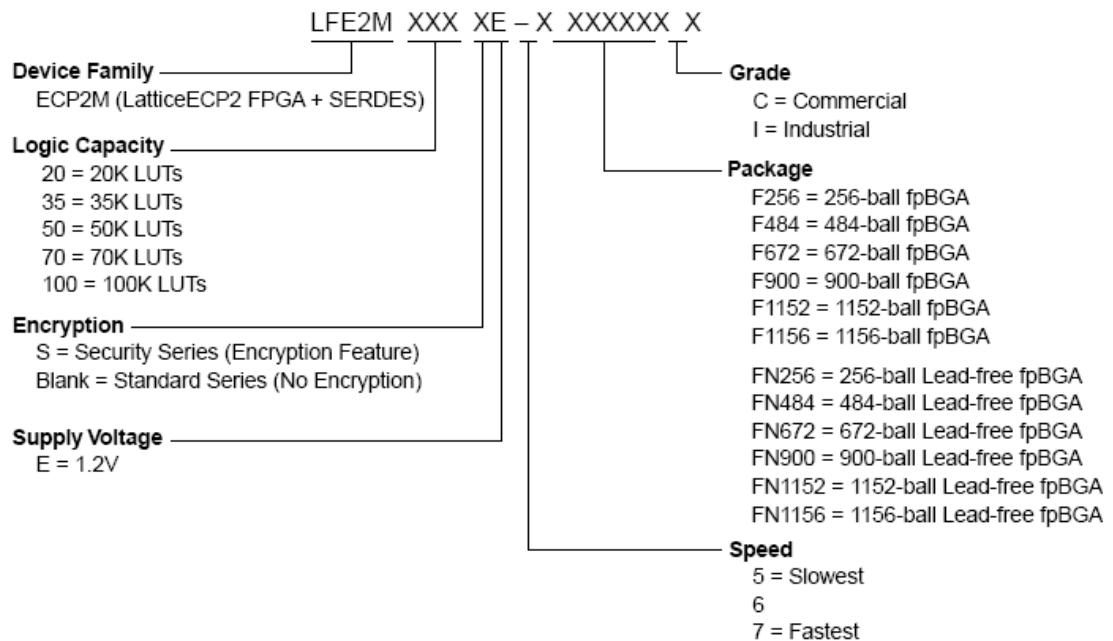 LFE2M XXX XE – X XXXXXX X
Device Family
ECP2M (LatticeECP2 FPGA + SERDES)
Logic Capacity
20 = 20K LUTs
35 = 35K LUTs
50 = 50K LUTs
70 = 70K LUTs
100 = 100K LUTs
Encryption
S = Security Series (Encryption Feature)
Blank = Standard Series (No Encryption)
Supply Voltage
E = 1.2V
Grade
C = Commercial
I = Industrial
Package
F256 = 256-ball fpBGA
F484 = 484-ball fpBGA
F672 = 672-ball fpBGA
F900 = 900-ball fpBGA
F1152 = 1152-ball fpBGA
F1156 = 1156-ball fpBGA
FN256 = 256-ball Lead-free fpBGA
FN484 = 484-ball Lead-free fpBGA
FN672 = 672-ball Lead-free fpBGA
FN900 = 900-ball Lead-free fpBGA
FN1152 = 1152-ball Lead-free fpBGA
FN1156 = 1156-ball Lead-free fpBGA
Speed
5 = Slowest
6
7 = Fastest